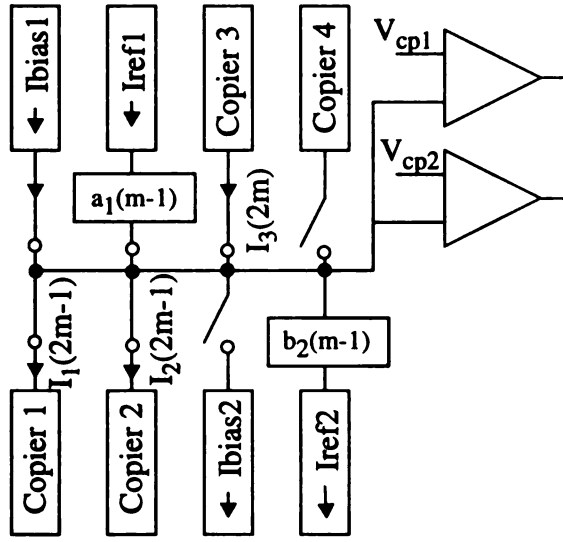 Ibias1
Iref1
Copier 3
Copier 4
Vcp1
Vcp2
a1(m-1)
I3(2m)
I1(2m-1)
I2(2m-1)
b2(m-1)
Copier 1
Copier 2
Ibias2
Iref2